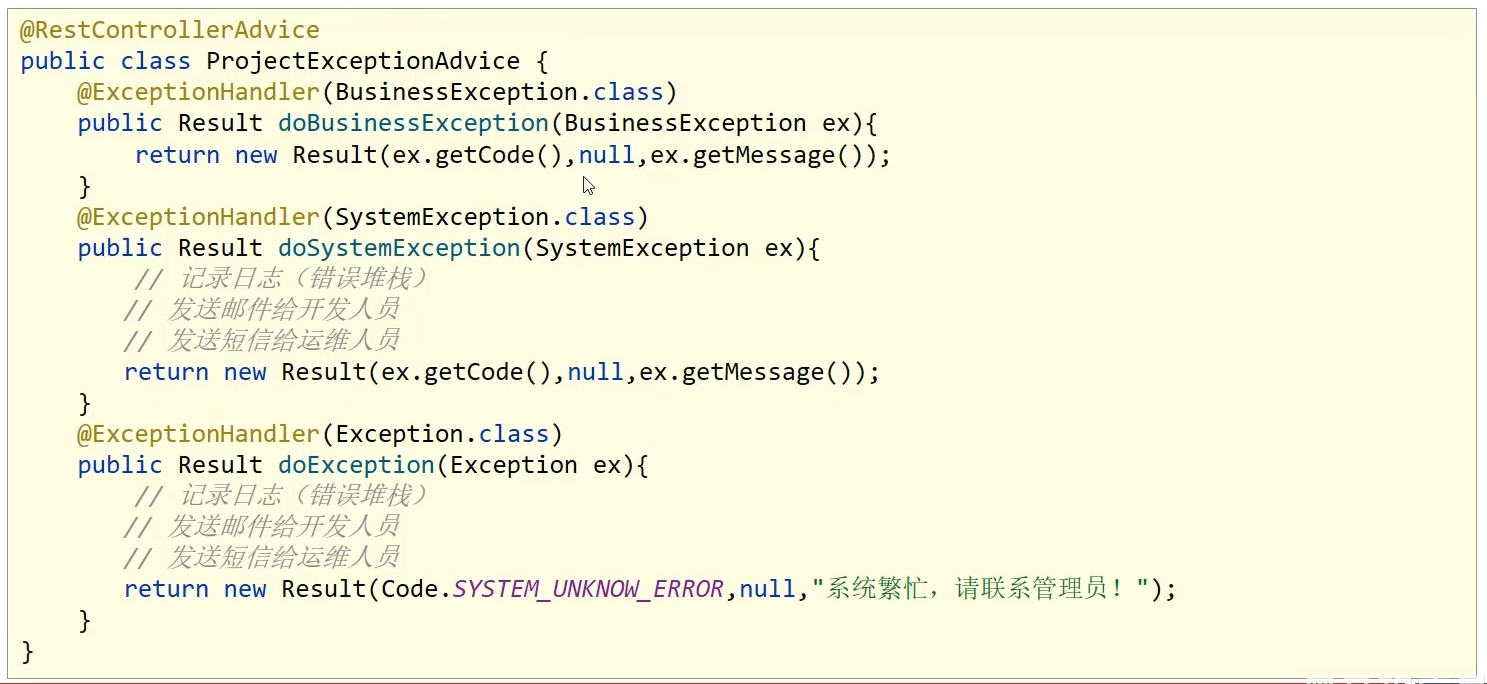 @RestControllerAdvice
public class ProjectExceptionAdvice {
    @ExceptionHandler(BusinessException.class)
    public Result doBusinessException(BusinessException ex){
        return new Result(ex.getCode(),null,ex.getMessage());
    }
    @ExceptionHandler(SystemException.class)
    public Result doSystemException(SystemException ex){
        // 记录日志（错误堆栈）
        // 发送邮件给开发人员
        // 发送短信给运维人员
        return new Result(ex.getCode(),null,ex.getMessage());
    }
    @ExceptionHandler(Exception.class)
    public Result doException(Exception ex){
        // 记录日志（错误堆栈）
        // 发送邮件给开发人员
        // 发送短信给运维人员
        return new Result(Code.SYSTEM_UNKNOW_ERROR,null,"系统繁忙，请联系管理员！");
    }
}